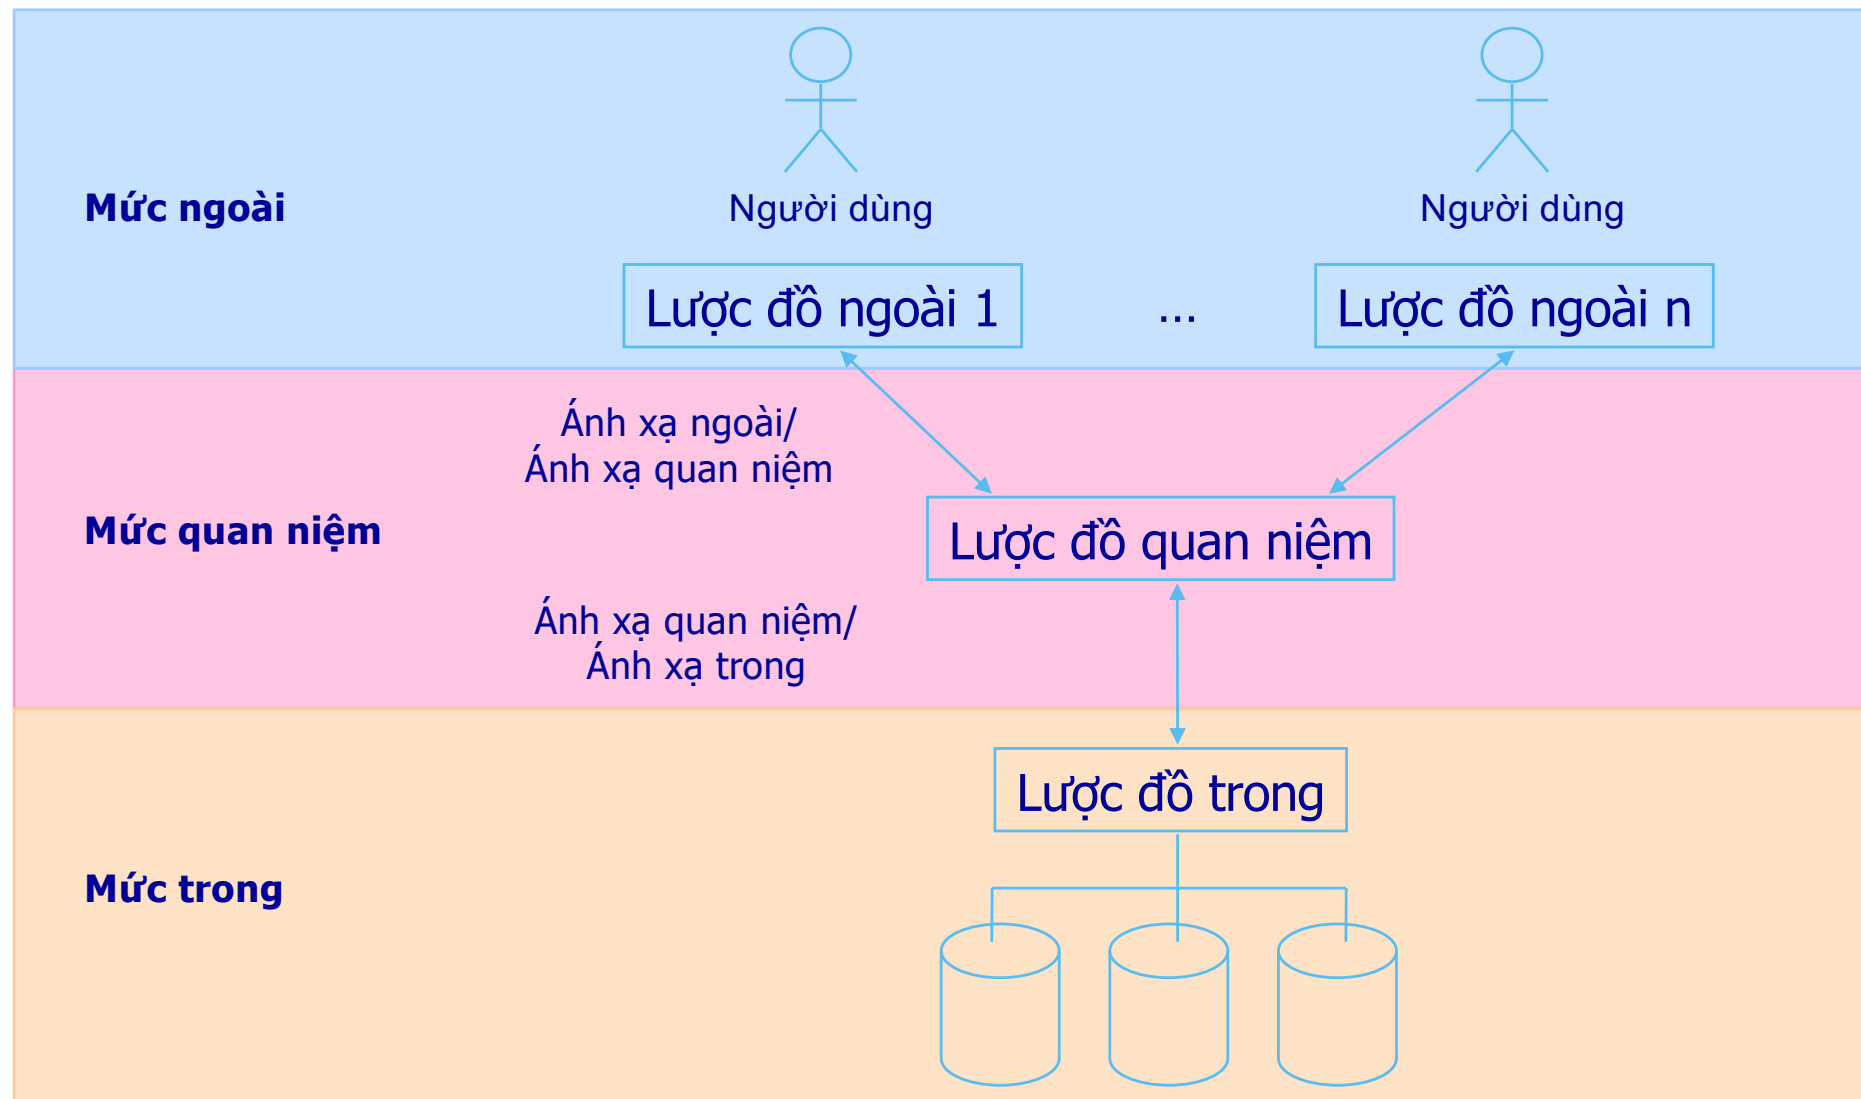 Mức ngoài
Người dùng
Người dùng
Lược đồ ngoài 1
...
Lược đồ ngoài n
Ánh xạ ngoài/
Ánh xạ quan niệm
Mức quan niệm
Lược đồ quan niệm
Ánh xạ quan niệm/
Ánh xạ trong
Lược đồ trong
Mức trong